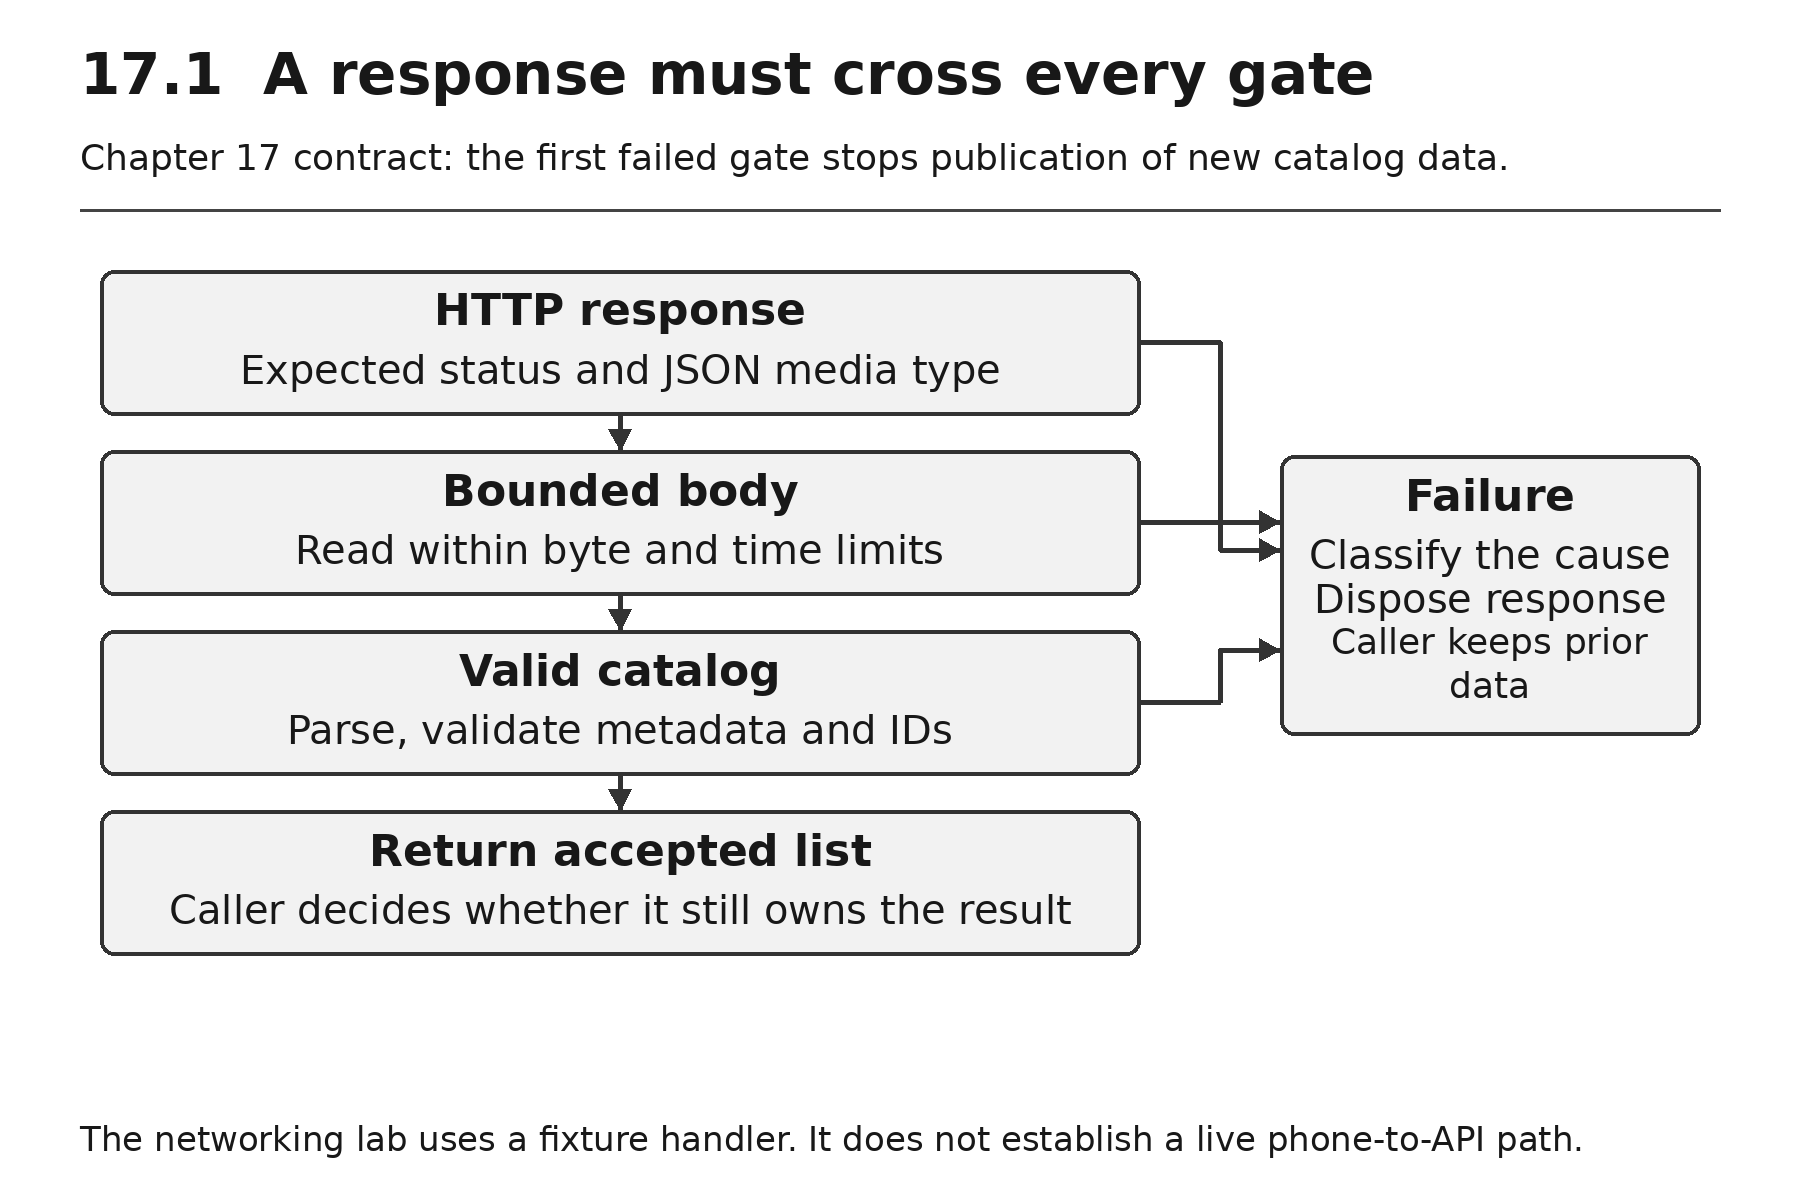 17.1  A response must cross every gate
Chapter 17 contract: the first failed gate stops publication of new catalog data.
HTTP response
Expected status and JSON media type
Bounded body
Read within byte and time limits
Valid catalog
Parse, validate metadata and IDs
Return accepted list
Caller decides whether it still owns the result
Failure
Classify the cause
Dispose response
Caller keeps prior
data
The networking lab uses a fixture handler. It does not establish a live phone-to-API path.